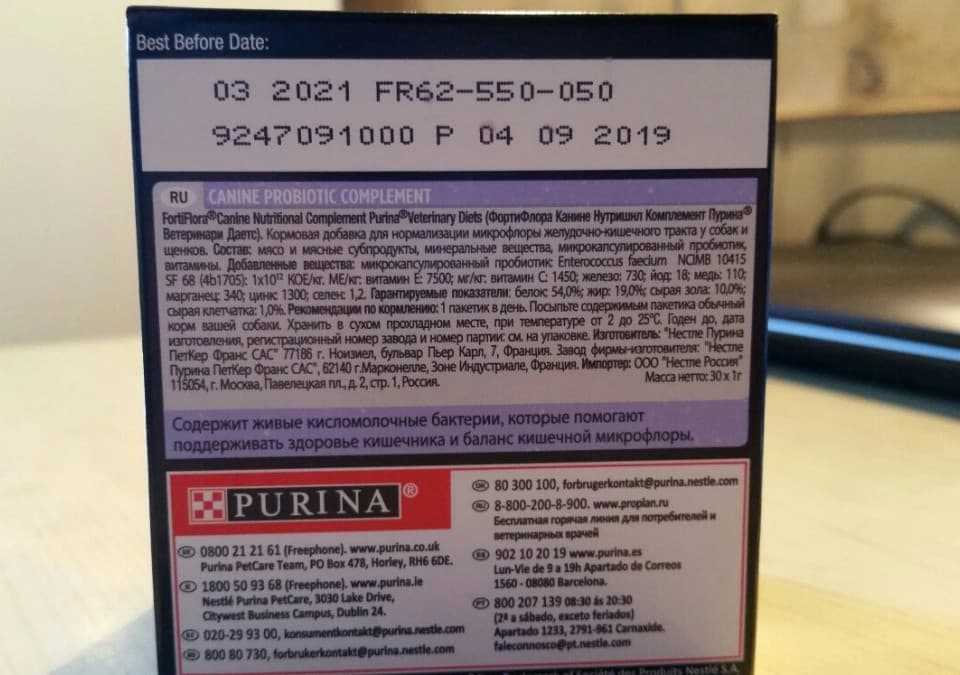 Best Before Date:
03 2021 FR62-550-050
9247091000 P 04 09 2019
RU CANINE PROBIOTIC COMPLEMENT
FortiFlora®Canine Nutritional Complement Purina®Veterinary Diets (ФортиФлора Канине Нутришнл Комплемент Пурина®
Ветеринари Даетс). Кормовая добавка для нормализации микрофлоры желудочно-кишечного тракта у собак и
щенков. Состав: мясо и мясные субпродукты, минеральные вещества, микрокапсулированный пробиотик,
витамины. Добавленные вещества: микрокапсулированный пробиотик: Enterococcus faecium NCIMB 10415
SF 68 (4b1705): 1x10¹² КОЕ/кг. МЕ/кг: витамин Е: 7500; мг/кг: витамин С: 1450; железо: 730; йод: 18; медь: 110;
марганец: 340; цинк: 1300; селен: 1,2. Гарантируемые показатели: белок: 54,0%; жир: 19,0%; сырая зола: 10,0%;
сырая клетчатка: 1,0%. Рекомендации по кормлению: 1 пакетик в день. Посыпьте содержимым пакетика обычный
корм вашей собаки. Хранить в сухом прохладном месте, при температуре от 2 до 25°С. Годен до, дата
изготовления, регистрационный номер завода и номер партии: см. на упаковке. Изготовитель: "Нестле Пурина
ПетКер Франс САС" 77186 г. Ноизиел, бульвар Пьер Карл, 7, Франция. Завод фирмы-изготовителя: "Нестле
Пурина ПетКер Франс САС", 62140 г.Марконелле, Зоне Индустриале, Франция. Импортер: ООО "Нестле Россия"
115054, г. Москва, Павелецкая пл., д. 2, стр. 1, Россия.
Масса нетто: 30 x 1г
Содержит живые кисломолочные бактерии, которые помогают
поддерживать здоровье кишечника и баланс кишечной микрофлоры.
PURINA®
0800 21 21 61 (Freephone). www.purina.co.uk
Purina PetCare Team, PO Box 478, Horley, RH6 6DE.
1800 50 93 68 (Freephone). www.purina.ie
Nestlé Purina PetCare, 3030 Lake Drive,
Citywest Business Campus, Dublin 24.
020-29 93 00, konsumentkontakt@purina.nestle.com
800 80 730, forbrukerkontakt@purina.nestle.com
80 300 100, forbrugerkontakt@purina.nestle.com
RU 8-800-200-8-900. www.proplan.ru
Бесплатная горячая линия для потребителей и
ветеринарных врачей
902 10 20 19 www.purina.es
Lun-Vie de 9 a 19h Apartado de Correos
1560 - 08080 Barcelona.
PT 800 207 139 08:30 ás 20:30
(2ª a sábado, exceto feriados)
Apartado 1233, 2791-961 Carnaxide.
faleconnosco@pt.nestle.com
Société des Produits Nestlé S.A.